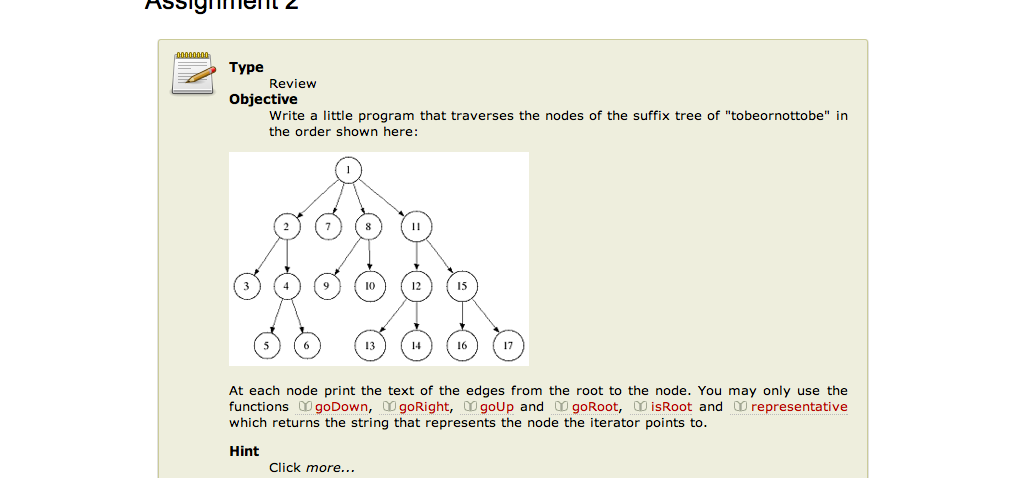 Assignment 2
Type
Review
Objective
Write a little program that traverses the nodes of the suffix tree of "tobeornottobe" in
the order shown here:
1
2 7 8 11
3 4 9 10 12 15
5 6 13 14 16 17
At each node print the text of the edges from the root to the node. You may only use the
functions goDown, goRight, goUp and goRoot, isRoot and representative
which returns the string that represents the node the iterator points to.
Hint
Click more...